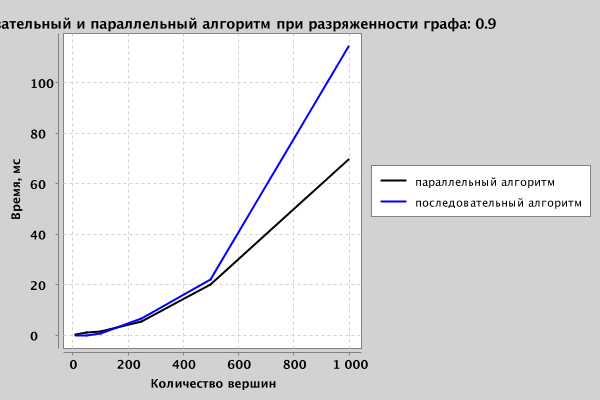 и параллельный алгоритм при разряженности графа: 0.9
100
80
60
40
20
0
Время, мс
0 200 400 600 800 1 000
Количество вершин
параллельный алгоритм
последовательный алгоритм